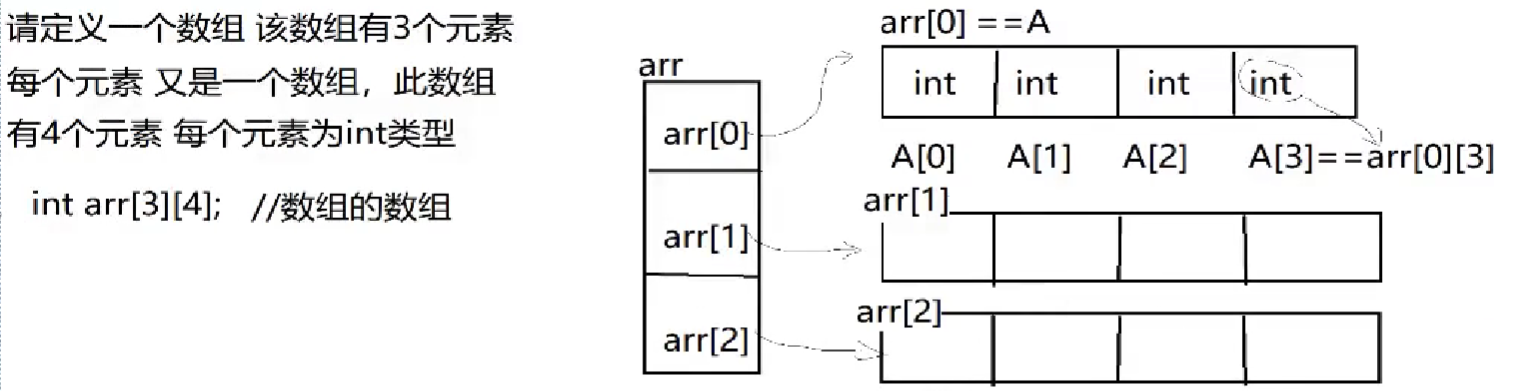 请定义一个数组 该数组有3个元素
每个元素 又是一个数组，此数组
有4个元素 每个元素为int类型
int arr[3][4]; //数组的数组
arr
arr[0]
arr[1]
arr[2]
arr[0] ==A
int int int int
A[0] A[1] A[2] A[3]==arr[0][3]
arr[1]
arr[2]